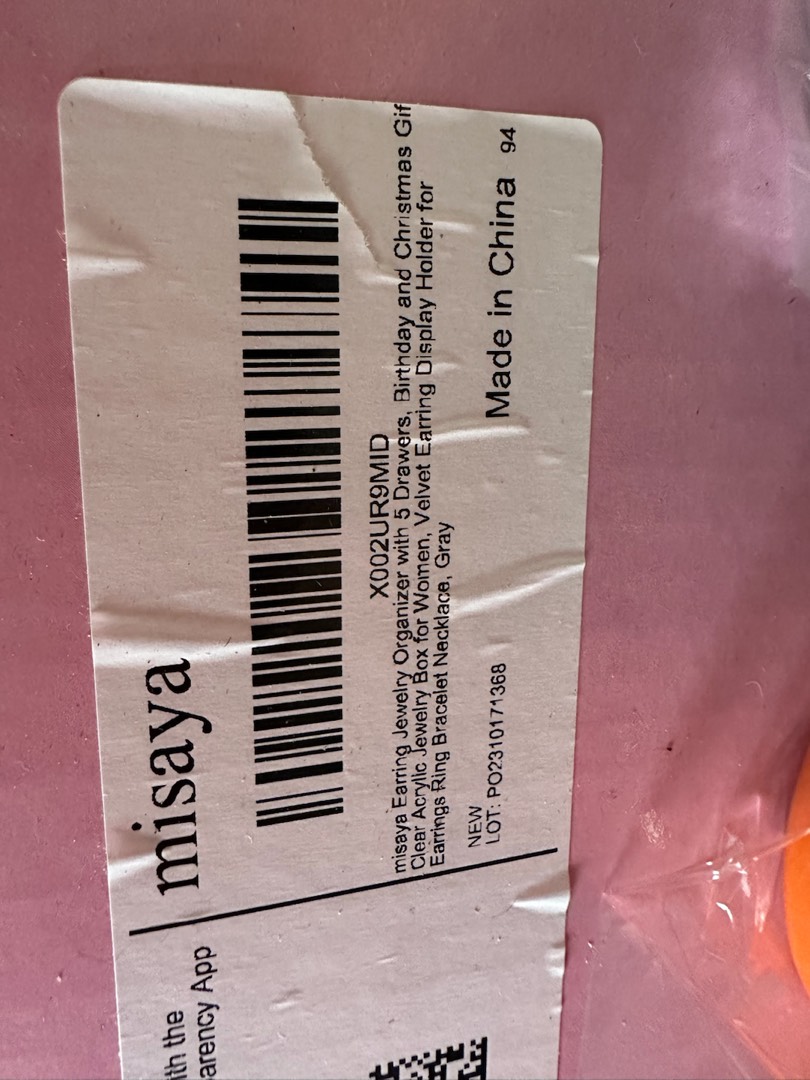 ith the
arency App
misaya
X002UR9MID
misaya Earring Jewelry Organizer with 5 Drawers, Birthday and Christmas Gif
Clear Acrylic Jewelry Box for Women, Velvet Earring Display Holder for
Earrings Ring Bracelet Necklace, Gray
NEW
LOT: PO2310171368
Made in China 94